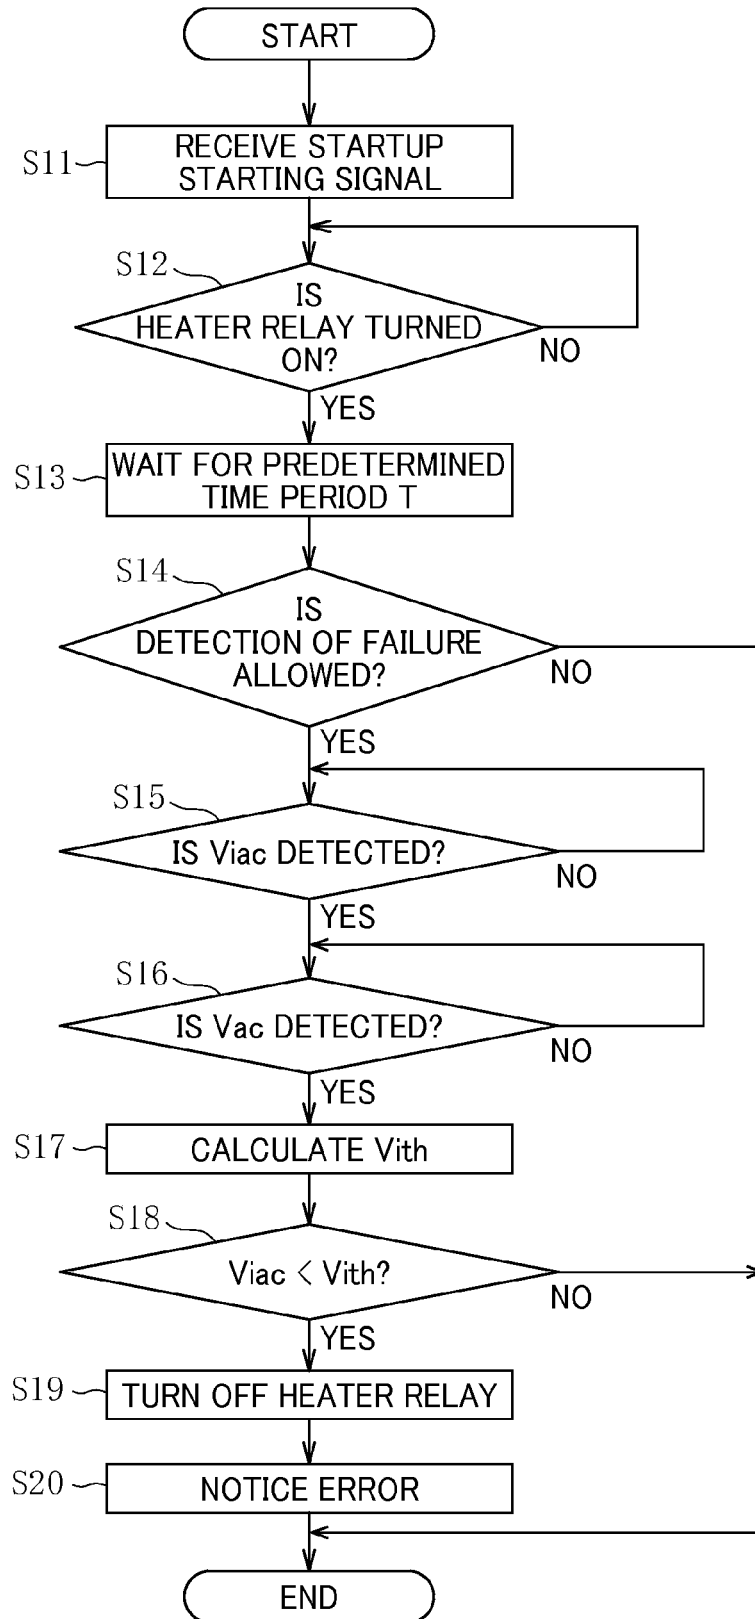 START
S11
RECEIVE STARTUP
STARTING SIGNAL
S12
IS
HEATER RELAY TURNED
ON?
NO
YES
S13
WAIT FOR PREDETERMINED
TIME PERIOD T
S14
IS
DETECTION OF FAILURE
ALLOWED?
NO
YES
S15
IS Viac DETECTED?
NO
YES
S16
IS Vac DETECTED?
NO
YES
S17
CALCULATE Vith
S18
Viac < Vith?
NO
YES
S19
TURN OFF HEATER RELAY
S20
NOTICE ERROR
END